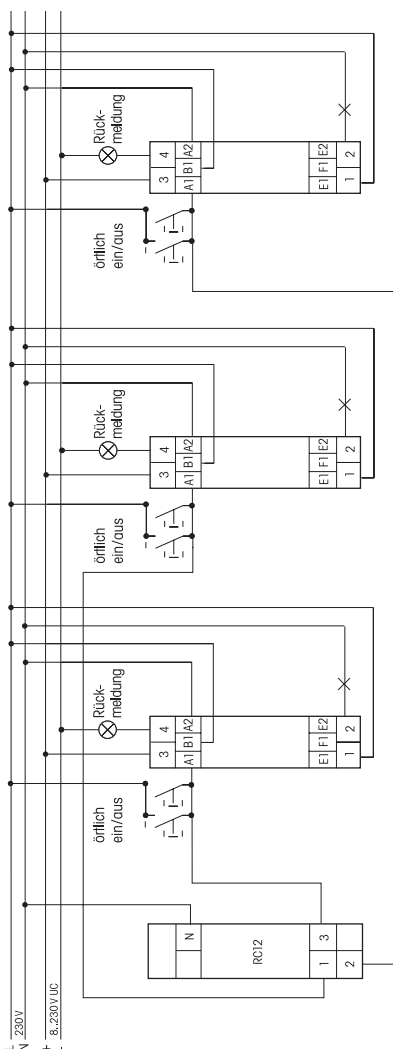 L
230V
N
+
8..230V UC
-
N
RC12
1 3
2
örtlich
ein/aus
Rück-
meldung
3 4
A1 B1 A2
E1 F1 E2
1 2
örtlich
ein/aus
Rück-
meldung
3 4
A1 B1 A2
E1 F1 E2
1 2
örtlich
ein/aus
Rück-
meldung
3 4
A1 B1 A2
E1 F1 E2
1 2